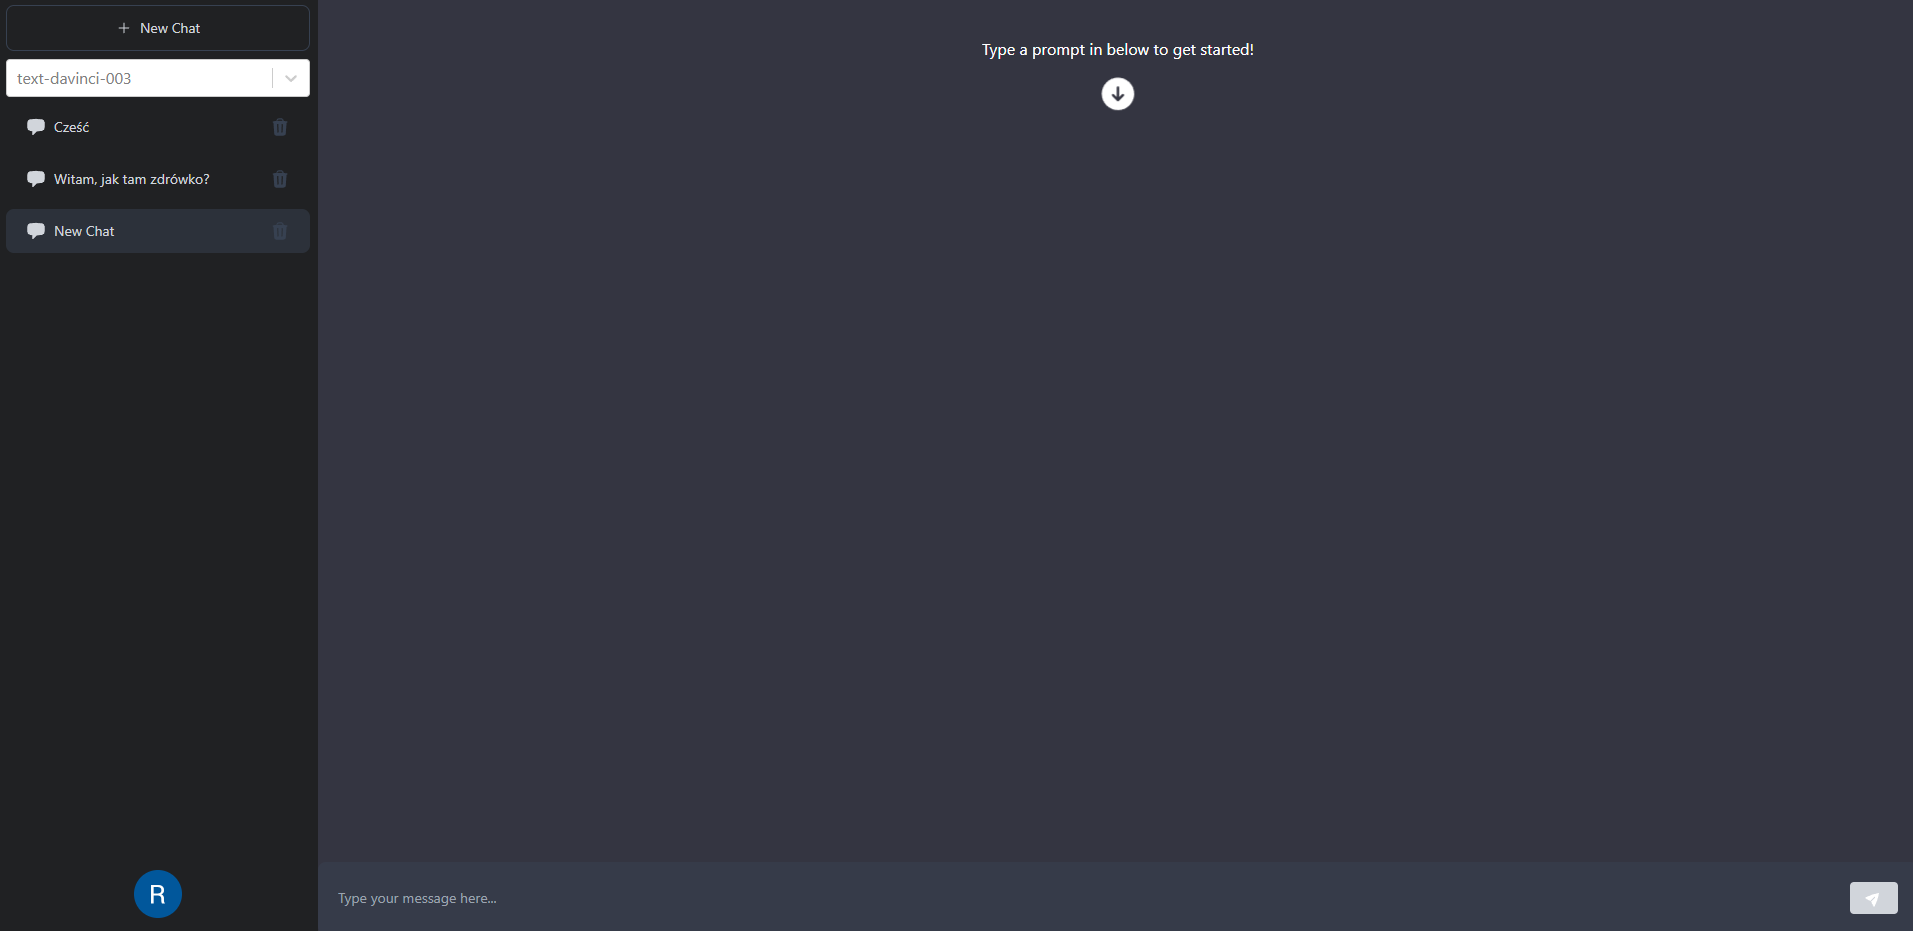 New Chat
text-davinci-003
Cześć
Witam, jak tam zdrówko?
New Chat
R
Type a prompt in below to get started!
Type your message here...